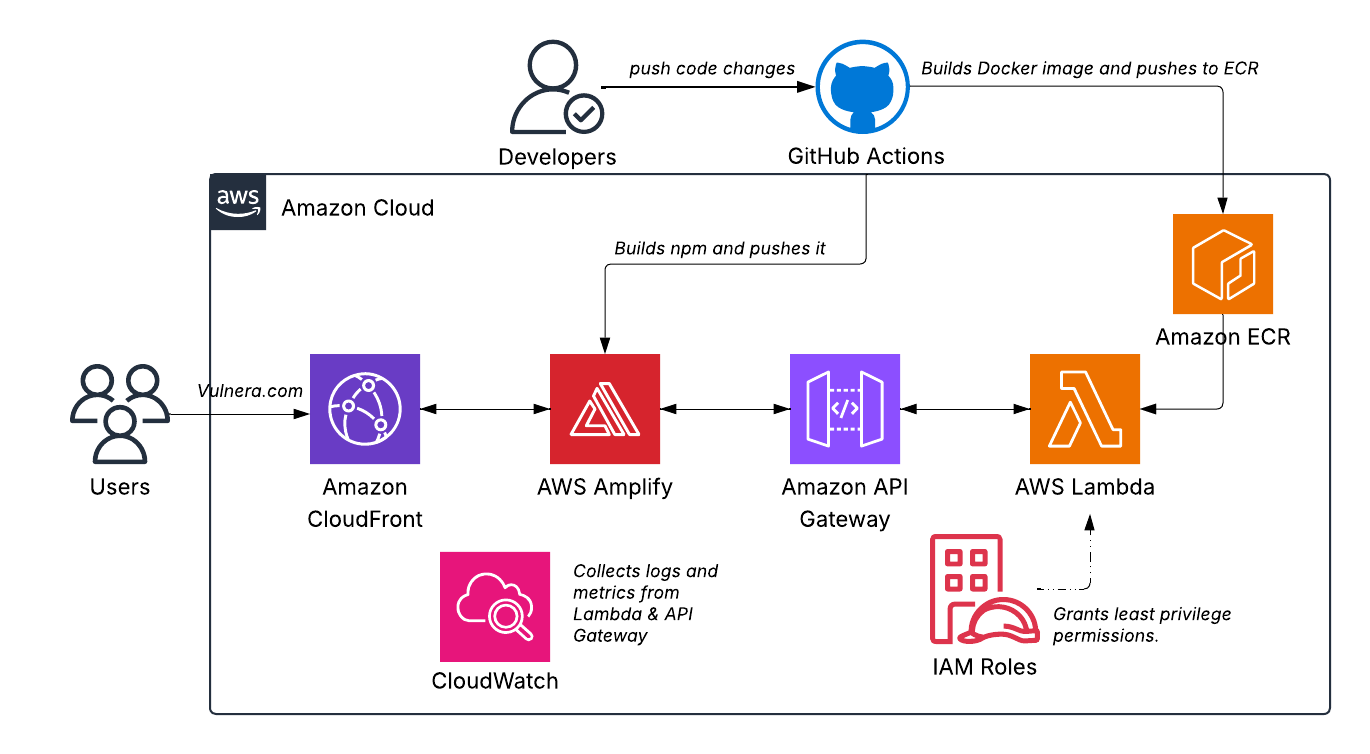 push code changes
Builds Docker image and pushes to ECR
Developers
GitHub Actions
aws
Amazon Cloud
Builds npm and pushes it
Amazon ECR
Vulnera.com
</>
Users
Amazon
CloudFront
AWS Amplify
Amazon API
Gateway
AWS Lambda
Collects logs and
metrics from
Lambda & API
Gateway
CloudWatch
Grants least privilege
permissions.
IAM Roles